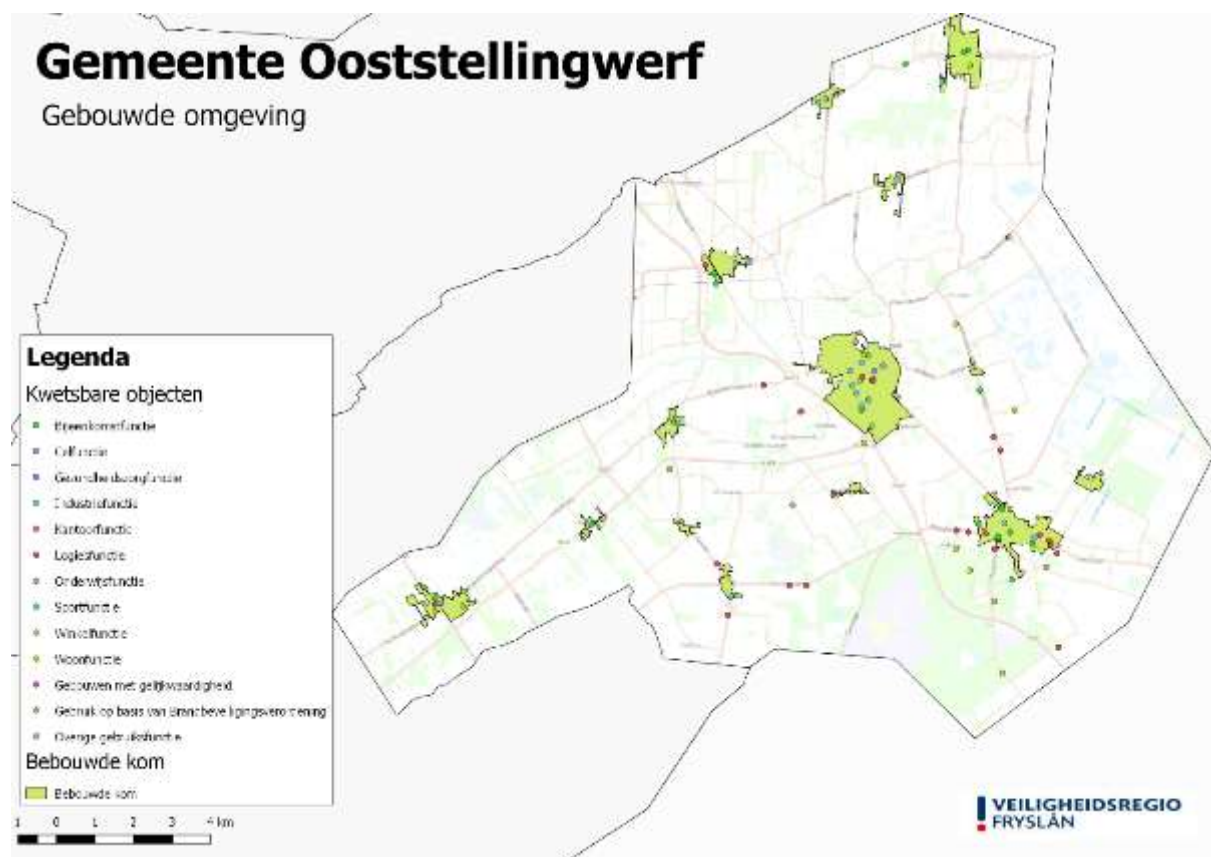 Gemeente Ooststellingwerf
Gebouwde omgeving
Legenda
Kwetsbare objecten
Bijeenkomstfunctie
Celfunctie
Gezondheidszorgfunctie
Industriefunctie
Kantoorfunctie
Logiesfunctie
Onderwijsfunctie
Sportfunctie
Winkelfunctie
Woonfunctie
Gebouwen met gelijkwaardigheid
Gebruik op basis van Brandbeveiligingsverordening
Overige gebruiksfunctie
Bebouwde kom
Bebouwde kom
1 0 1 2 3 4 km
VEILIGHEIDSREGIO
FRYSLÂN